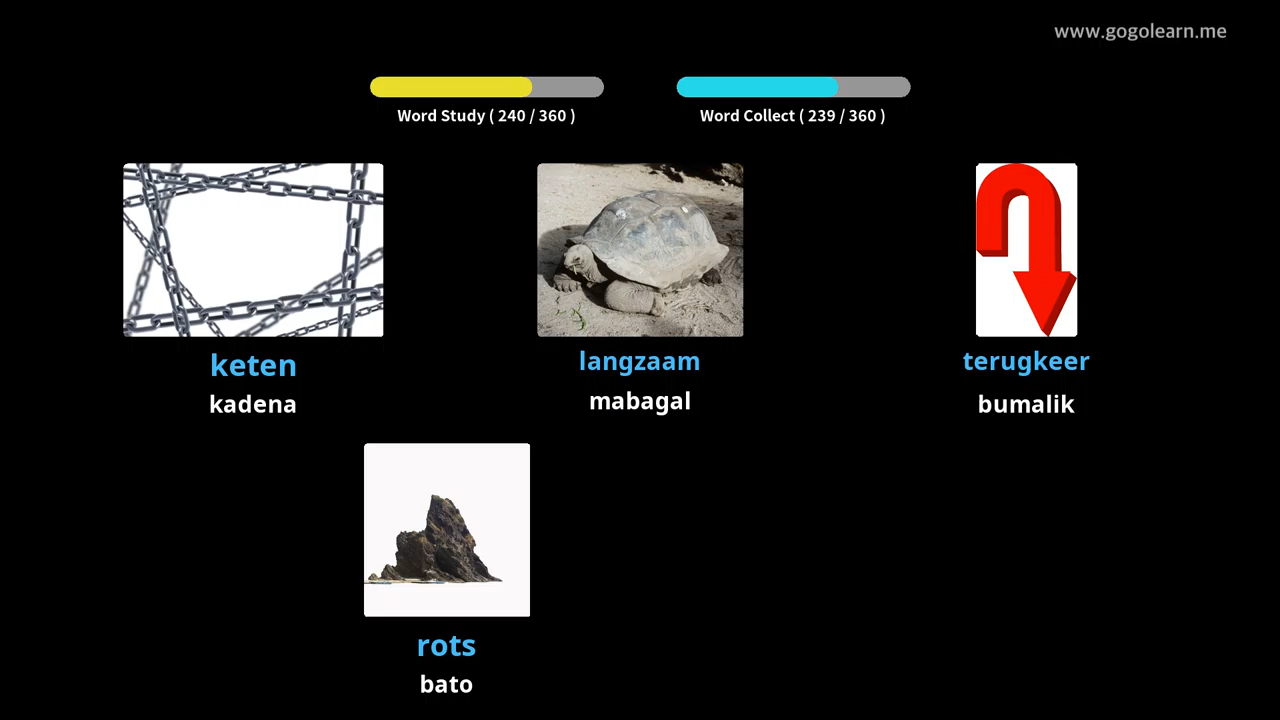 www.gogolearn.me
Word Study ( 240 / 360 )
Word Collect ( 239 / 360 )
keten
kadena
langzaam
mabagal
terugkeer
bumalik
rots
bato